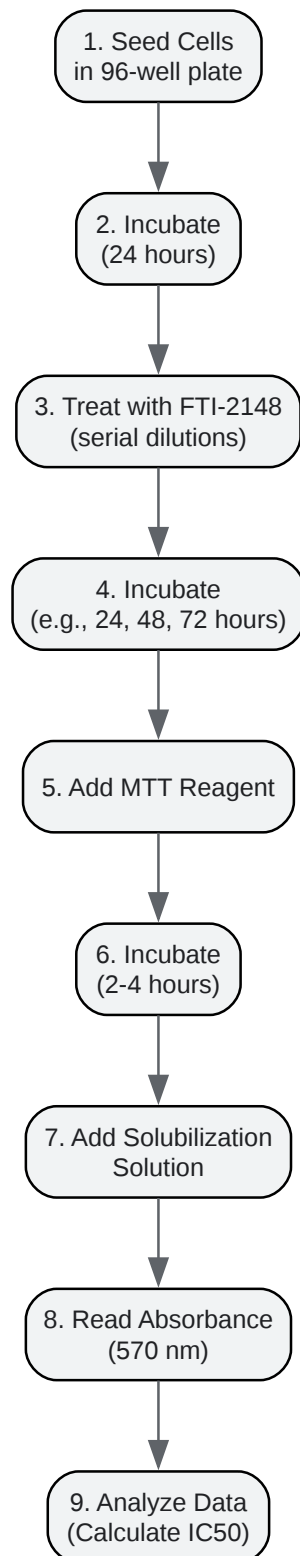 1. Seed Cells
in 96-well plate
2. Incubate
(24 hours)
3. Treat with FTI-2148
(serial dilutions)
4. Incubate
(e.g., 24, 48, 72 hours)
5. Add MTT Reagent
6. Incubate
(2-4 hours)
7. Add Solubilization
Solution
8. Read Absorbance
(570 nm)
9. Analyze Data
(Calculate IC50)